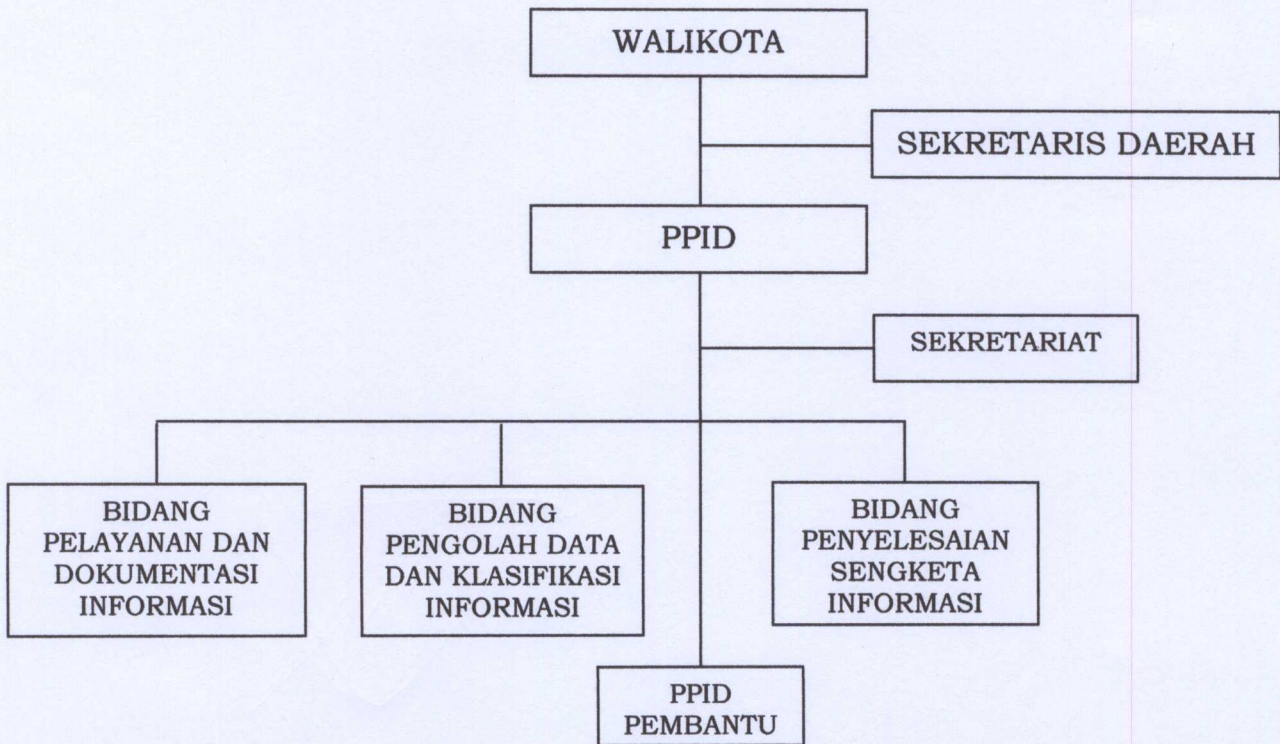 WALIKOTA
SEKRETARIS DAERAH
PPID
SEKRETARIAT
BIDANG
PELAYANAN DAN
DOKUMENTASI
INFORMASI
BIDANG
PENGOLAH DATA
DAN KLASIFIKASI
INFORMASI
BIDANG
PENYELESAIAN
SENGKETA
INFORMASI
PPID
PEMBANTU